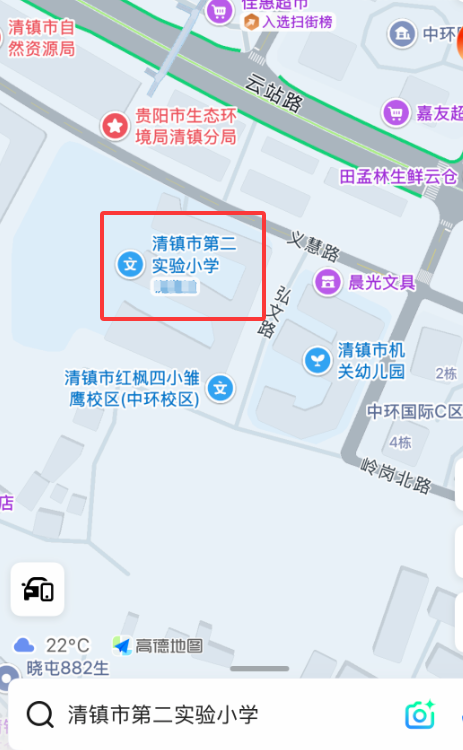 佳惠超市
入选扫街榜
清镇市自
然资源局
中环
云站路
嘉友超
贵阳市生态环
境局清镇分局
田孟林生鲜云仓
清镇市第二
实验小学
义慧路
晨光文具
弘文路
清镇市机
关幼儿园
2栋
清镇市红枫四小雏
鹰校区(中环校区)
中环国际C区
4栋
岭岗北路
店
22°C
高德地图
晓屯882生
清镇市第二实验小学